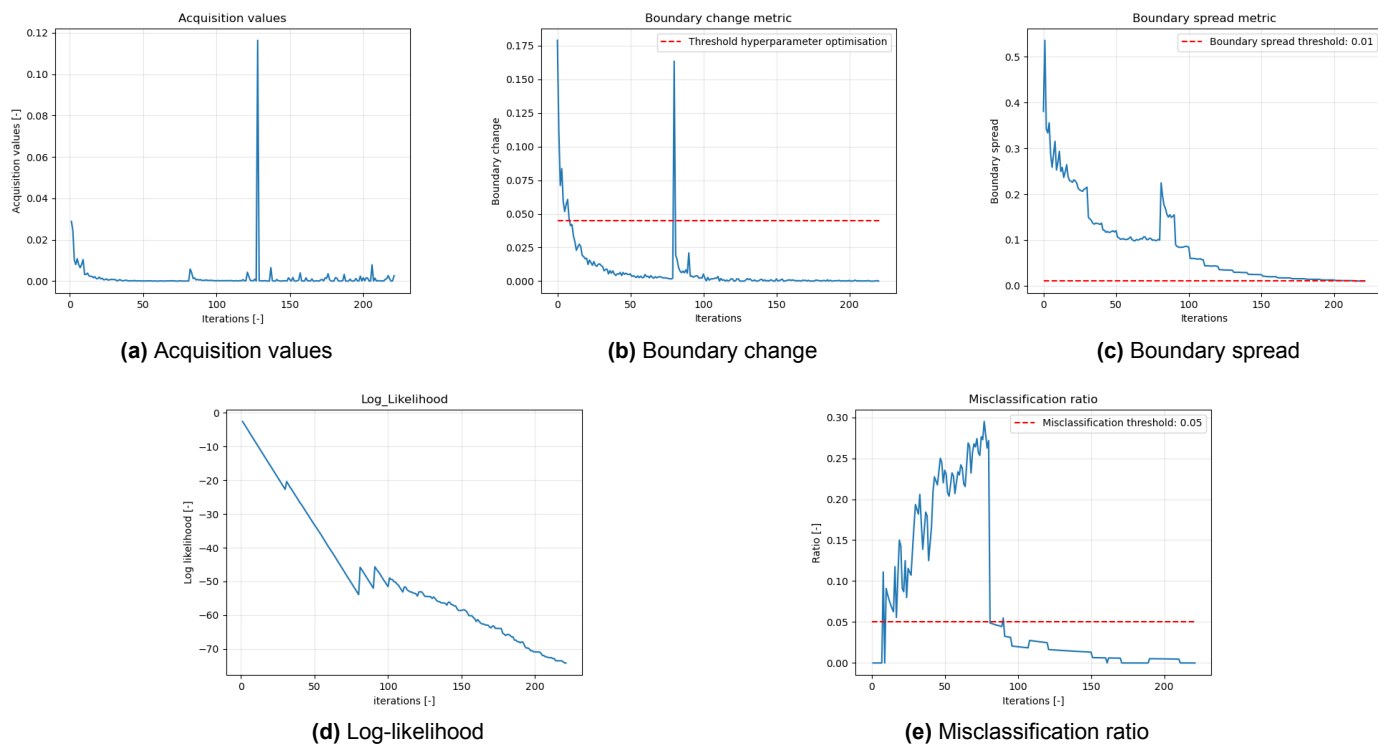 Acquisition values
0.12
0.10
0.08
0.06
0.04
0.02
0.00
Acquisition values [-]
0
50
100
150
200
Iterations [-]
(a) Acquisition values
Boundary change metric
Threshold hyperparameter optimisation
0.175
0.150
0.125
0.100
0.075
0.050
0.025
0.000
Boundary change
0
50
100
150
200
Iterations
(b) Boundary change
Boundary spread metric
Boundary spread threshold: 0.01
0.5
0.4
0.3
0.2
0.1
0.0
Boundary spread
0
50
100
150
200
Iterations
(c) Boundary spread
Log_Likelihood
0
−10
−20
−30
−40
−50
−60
−70
Log likelihood [-]
0
50
100
150
200
iterations [-]
(d) Log-likelihood
Misclassification ratio
Misclassification threshold: 0.05
0.30
0.25
0.20
0.15
0.10
0.05
0.00
Ratio [-]
0
50
100
150
200
Iterations [-]
(e) Misclassification ratio